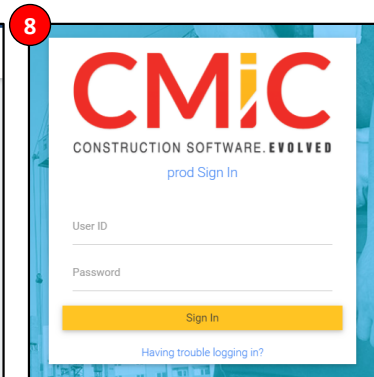 8
CMiC
CONSTRUCTION SOFTWARE. EVOLVED
prod Sign In
User ID
Password
Sign In
Having trouble logging in?